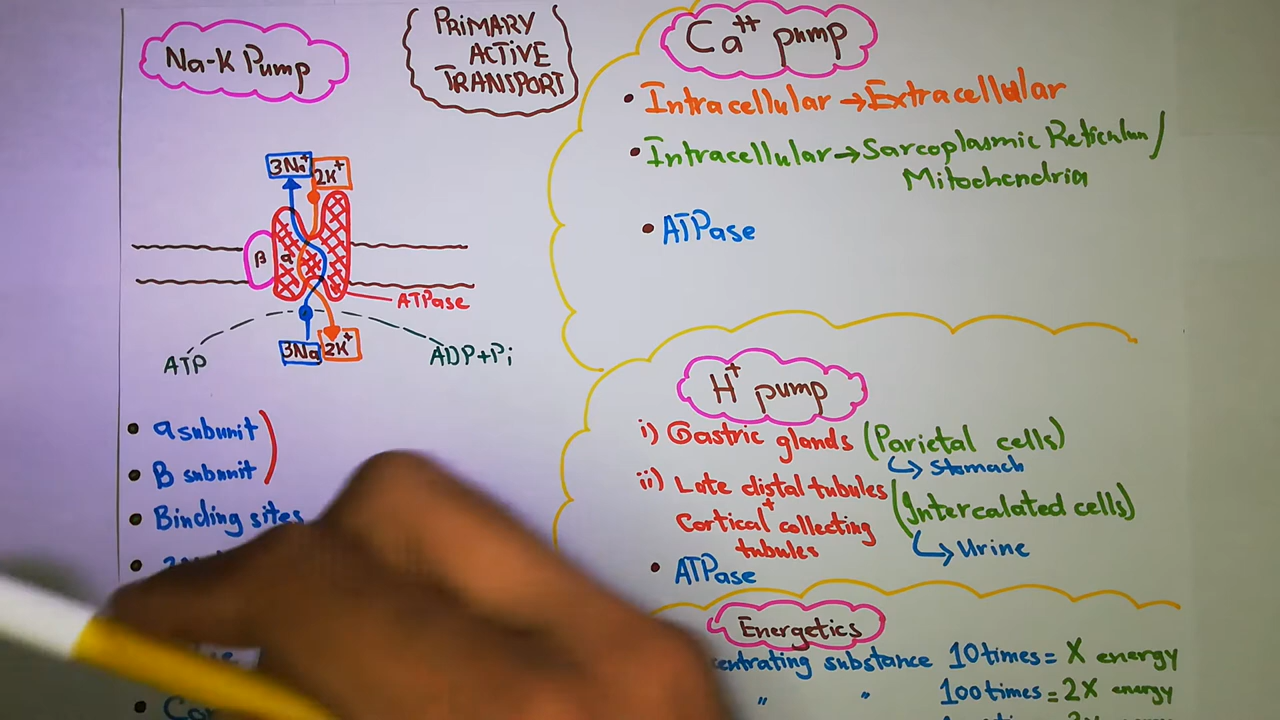 Na-K Pump
PRIMARY
ACTIVE
TRANSPORT
3Na+
2K+
β
α
ATPase
3Na
2K+
ATP
ADP+Pi
• α subunit
• β subunit
• Binding sites
Ca++ pump
• Intracellular → Extracellular
• Intracellular → Sarcoplasmic Reticulum/
Mitochondria
• ATPase
H+ pump
i) Gastric glands (Parietal cells)
↳ Stomach
ii) Late distal tubules (Intercalated cells)
+
Cortical collecting
tubules
↳ Urine
• ATPase
Energetics
substance 10 times = X energy
" " 100 times = 2X energy